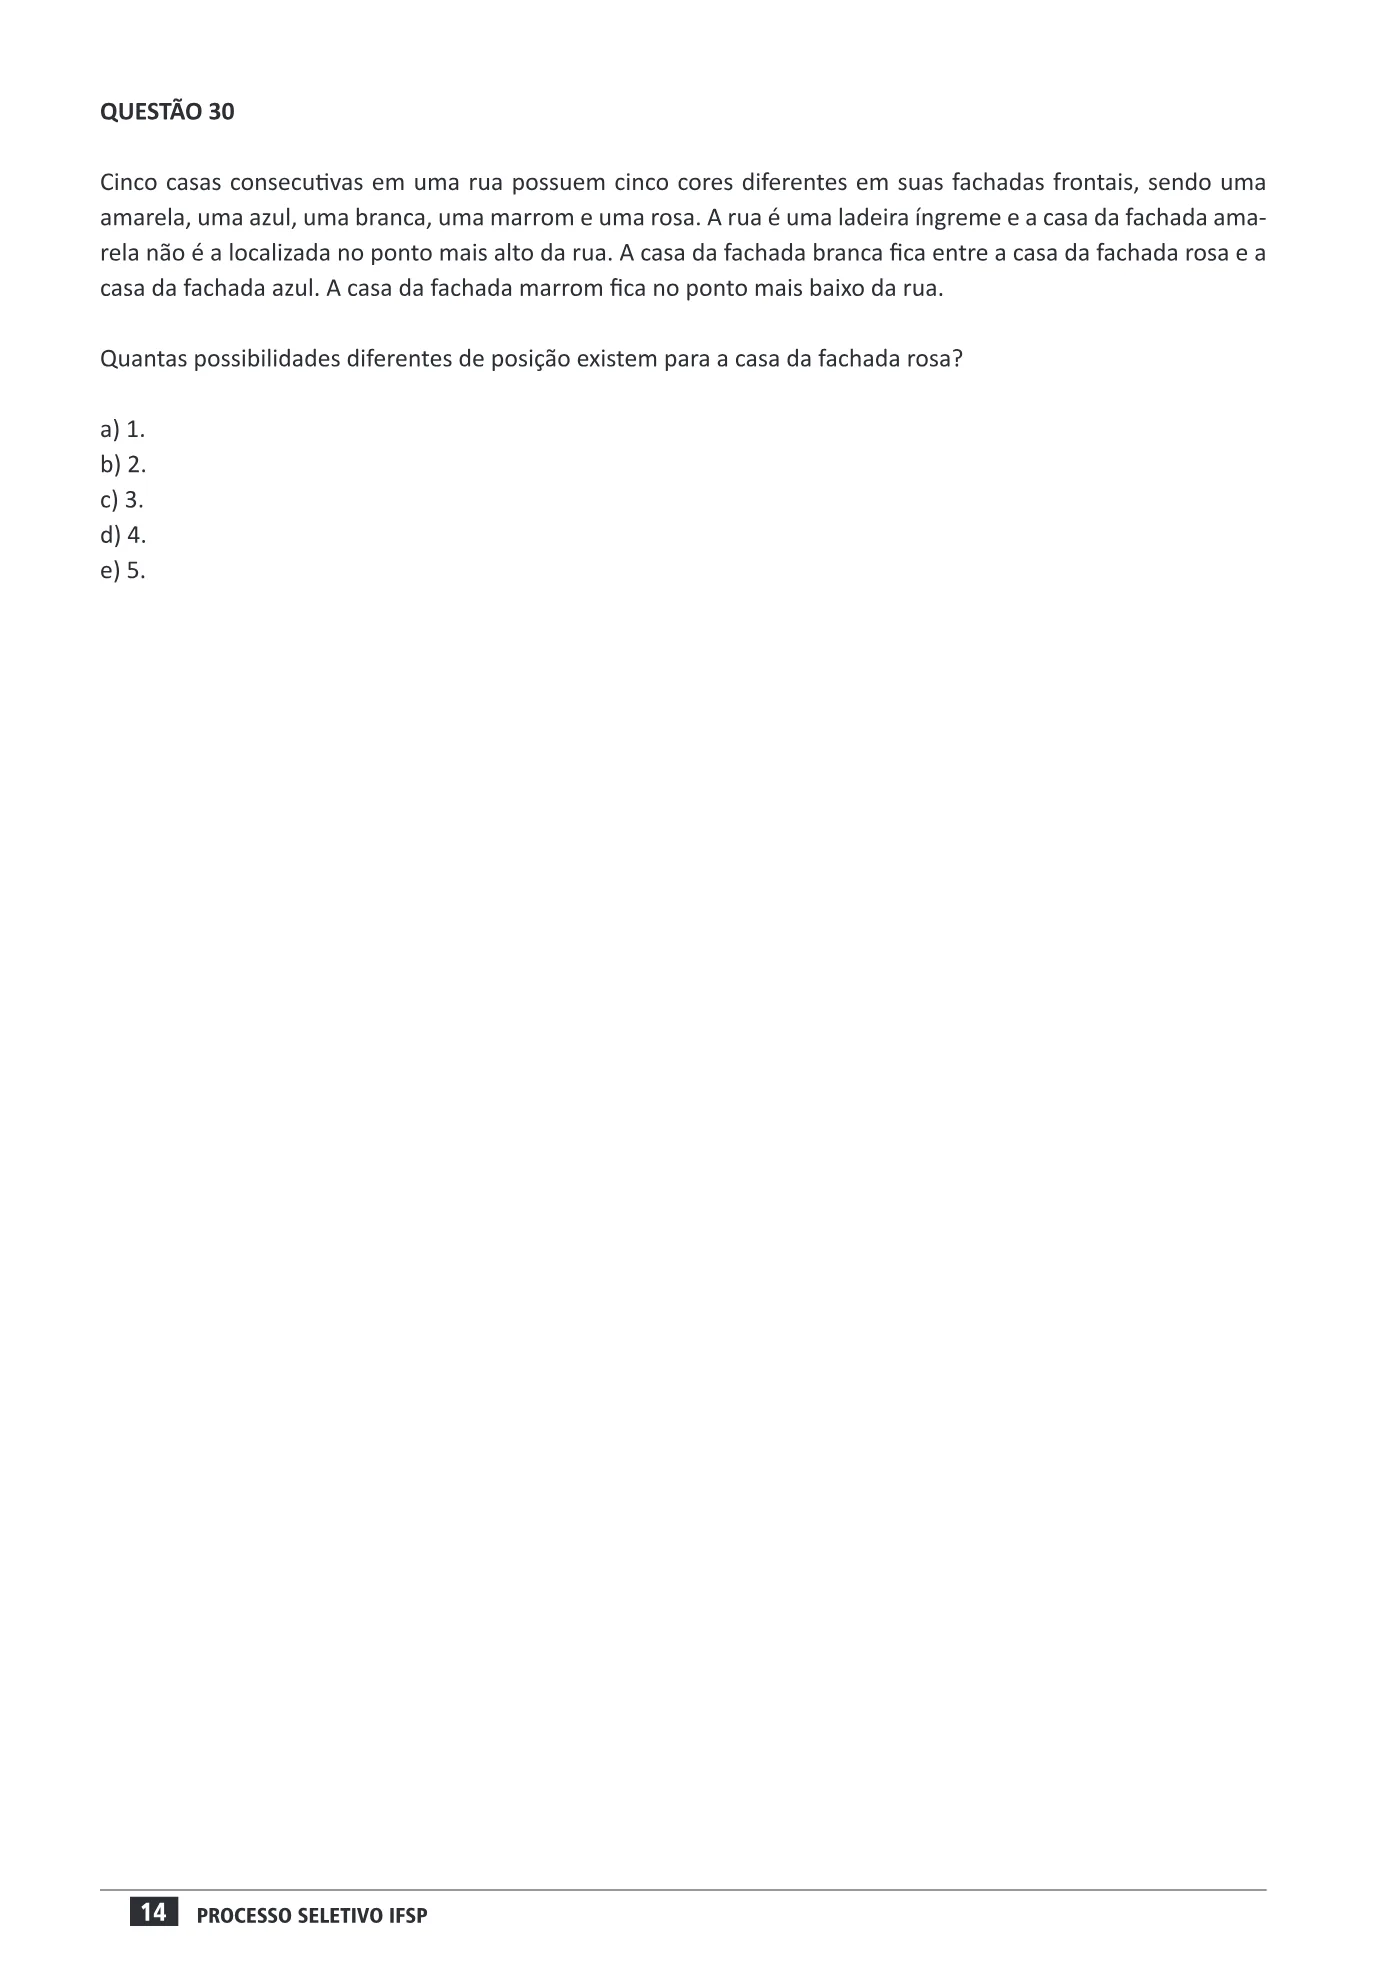 QUESTÃO 30
Cinco casas consecutivas em uma rua possuem cinco cores diferentes em suas fachadas frontais, sendo uma
amarela, uma azul, uma branca, uma marrom e uma rosa. A rua é uma ladeira íngreme e a casa da fachada ama-
rela não é a localizada no ponto mais alto da rua. A casa da fachada branca fica entre a casa da fachada rosa e a
casa da fachada azul. A casa da fachada marrom fica no ponto mais baixo da rua.
Quantas possibilidades diferentes de posição existem para a casa da fachada rosa?
a) 1.
b) 2.
c) 3.
d) 4.
e) 5.
14 PROCESSO SELETIVO IFSP